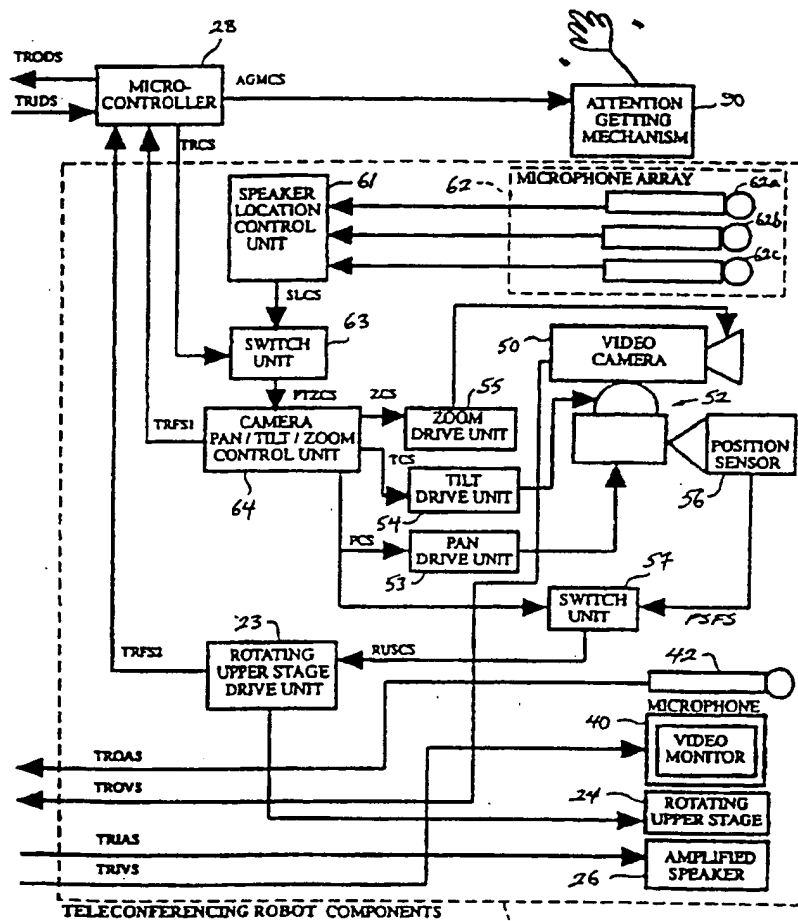 28
TRODS
MICRO-
CONTROLLER
AGMCS
TRIDS
TRCS
ATTENTION
GETTING
MECHANISM
90
61
SPEAKER
LOCATION
CONTROL
UNIT
62
MICROPHONE ARRAY
62a
62b
62c
SLCS
63
SWITCH
UNIT
50
VIDEO
CAMERA
PTZCS
ZCS
55
52
TRFS1
CAMERA
PAN / TILT / ZOOM
CONTROL UNIT
64
ZOOM
DRIVE UNIT
POSITION
SENSOR
56
TCS
TILT
DRIVE UNIT
54
PCS
PAN
DRIVE UNIT
53
57
SWITCH
UNIT
PSFS
23
TRFS2
ROTATING
UPPER STAGE
DRIVE UNIT
RUSCS
42
MICROPHONE
40
VIDEO
MONITOR
TROAS
TROVS
24
ROTATING
UPPER STAGE
TRIAS
TRIVS
26
AMPLIFIED
SPEAKER
TELECONFERENCING ROBOT COMPONENTS